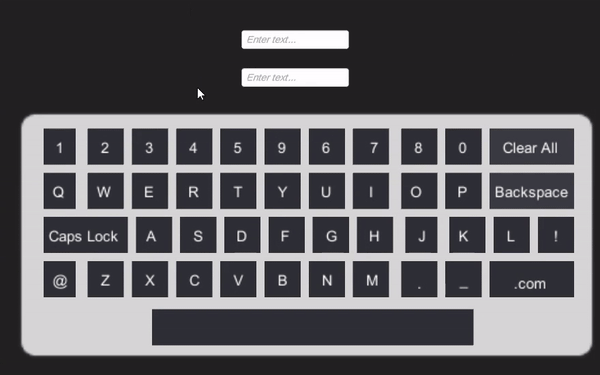 Enter text...
Enter text...
1 2 3 4 5 9 6 7 8 0 Clear All
Q W E R T Y U I O P Backspace
Caps Lock A S D F G H J K L !
@ Z X C V B N M . _ .com